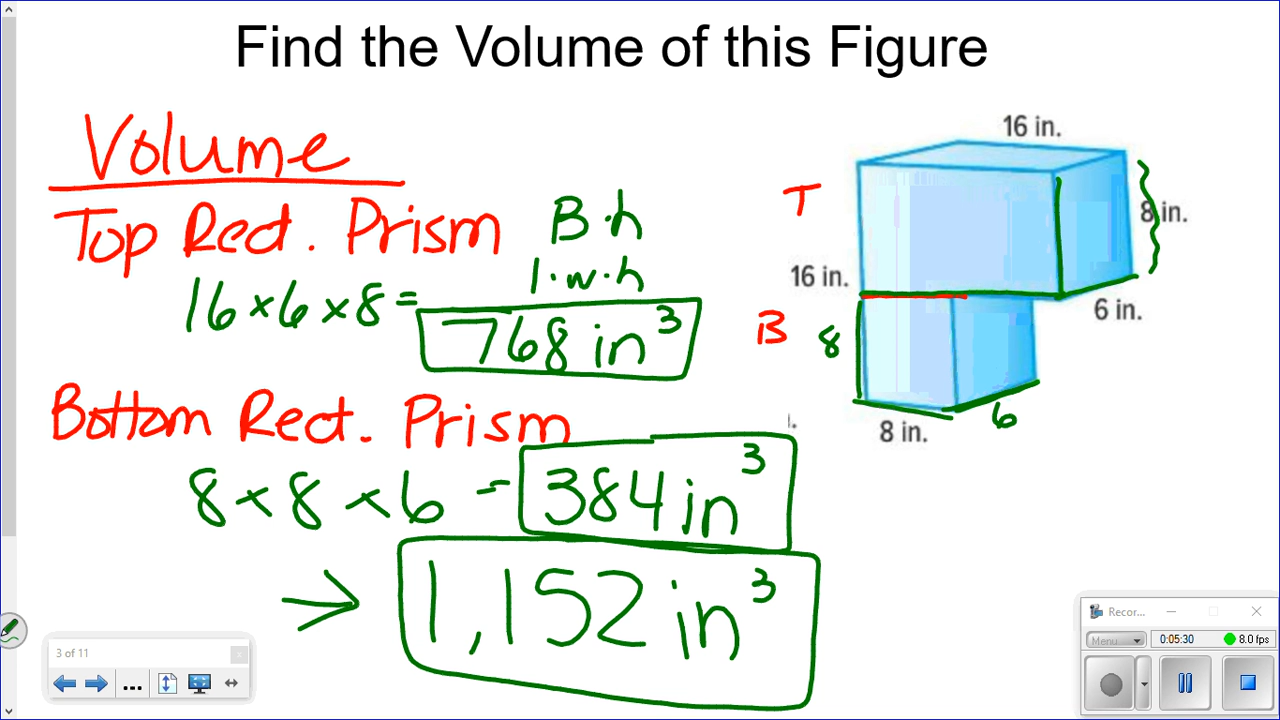 Find the Volume of this Figure
Volume
Top Rect. Prism
B·h
l·w·h
16×6×8=
768 in³
Bottom Rect. Prism
8×8×6 =
384 in³
→ 1,152 in³
16 in.
T
8 in.
16 in.
6 in.
B
8
6
8 in.
3 of 11
...
Recor...
Menu
0:05:30
8.0 fps